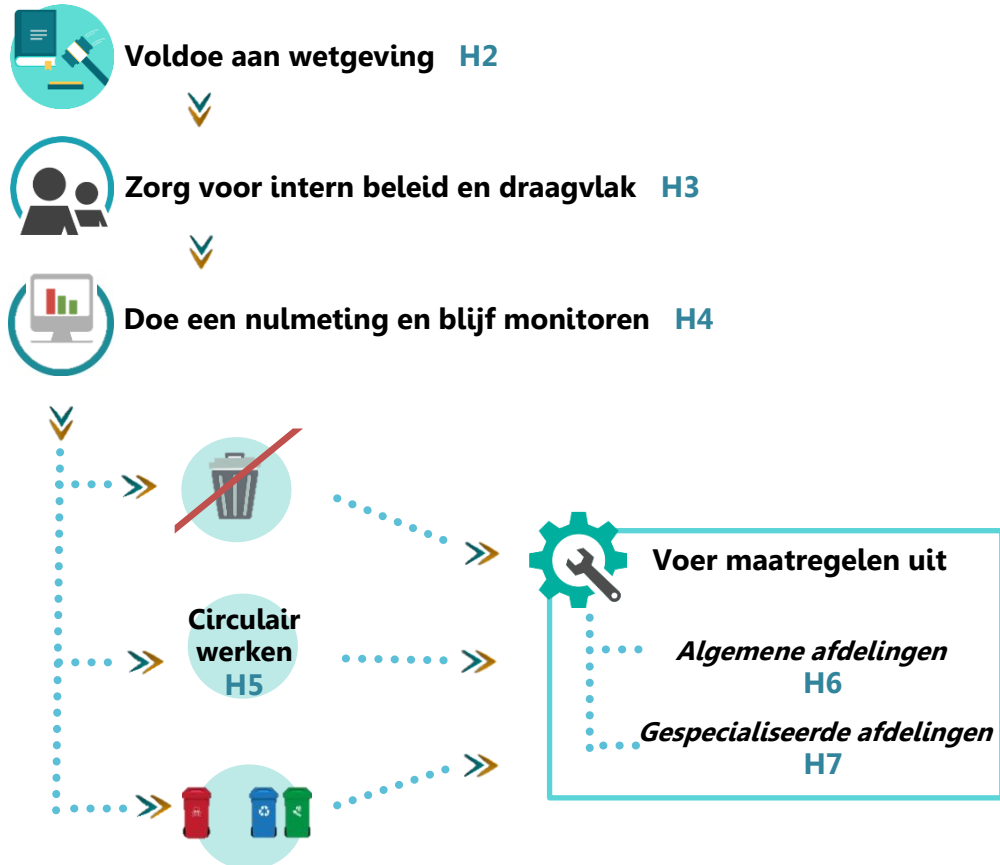 Voldoe aan wetgeving H2
Zorg voor intern beleid en draagvlak H3
Doe een nulmeting en blijf monitoren H4
Circulair
werken
H5
Voer maatregelen uit
Algemene afdelingen
H6
Gespecialiseerde afdelingen
H7